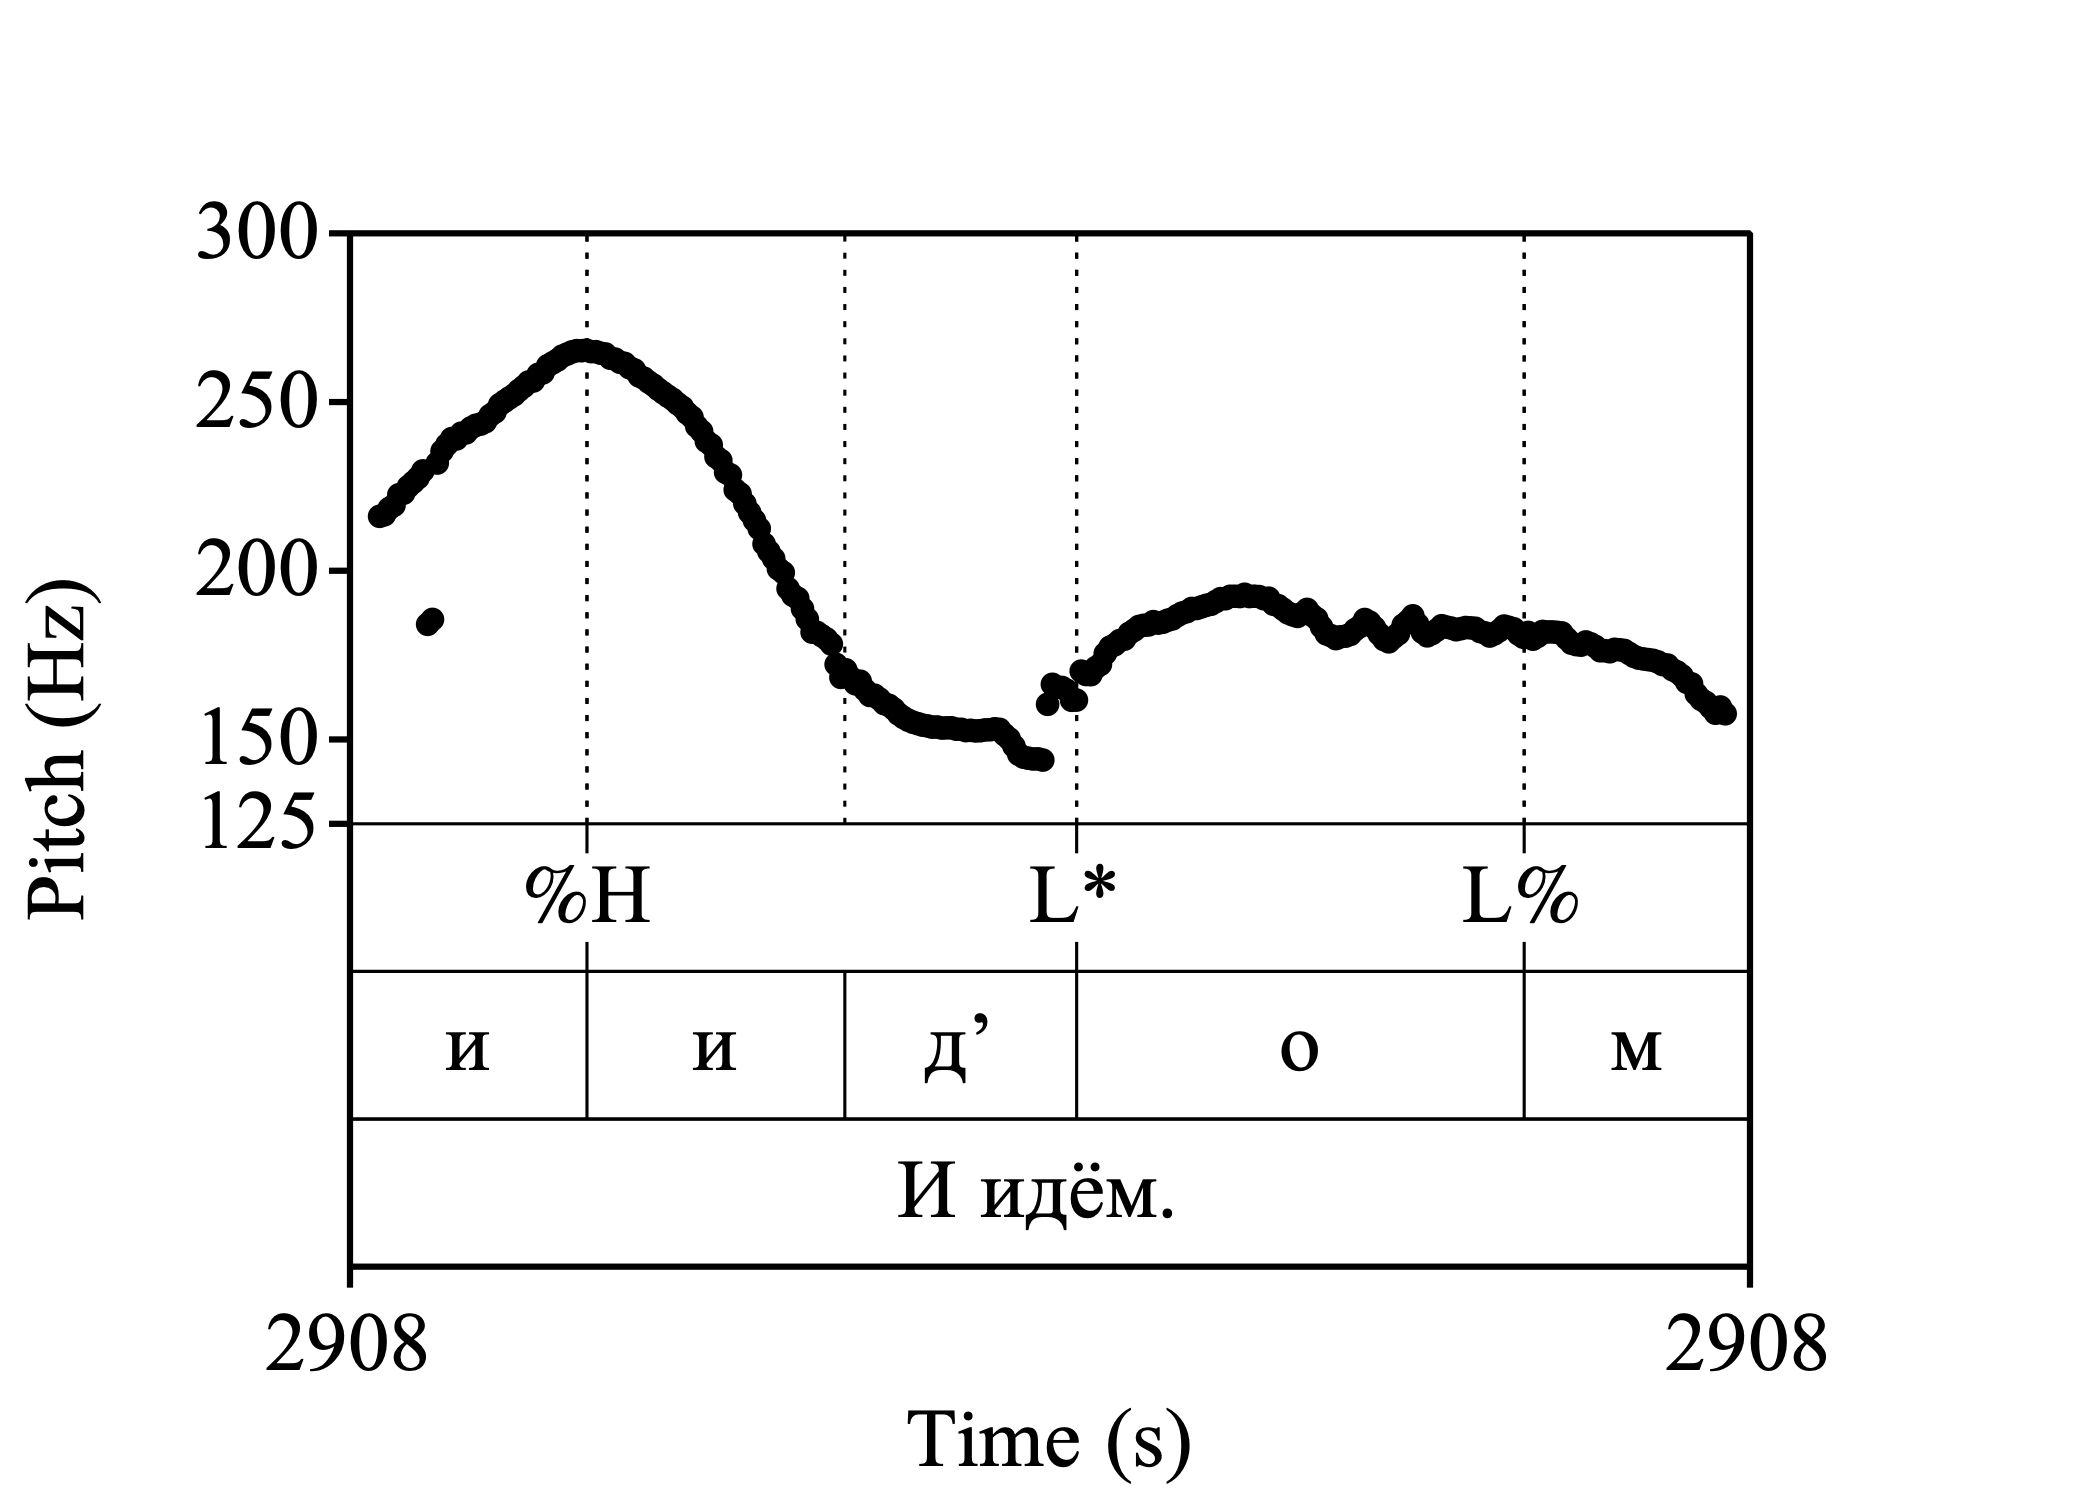 300
250
200
150
125
Pitch (Hz)
%H L* L%
и и д’ о м
И идём.
2908 2908
Time (s)